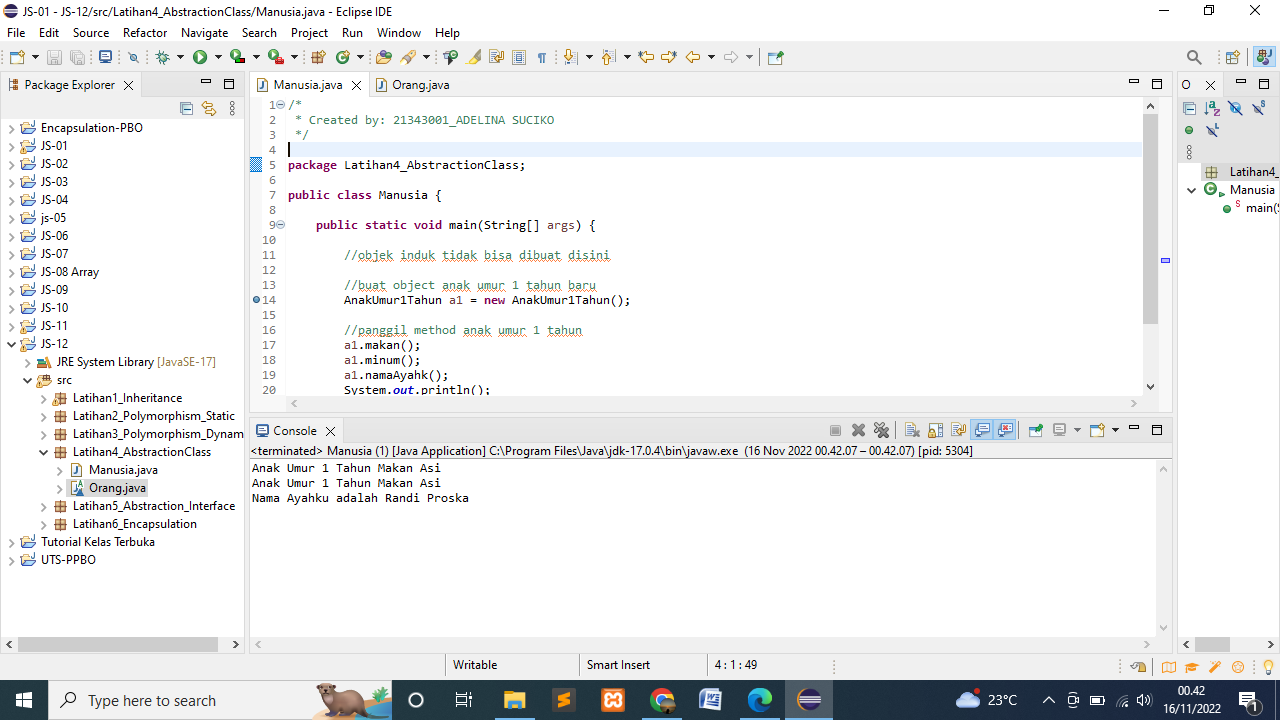 JS-01 - JS-12/src/Latihan4_AbstractionClass/Manusia.java - Eclipse IDE
File Edit Source Refactor Navigate Search Project Run Window Help
Package Explorer
Encapsulation-PBO
JS-01
JS-02
JS-03
JS-04
js-05
JS-06
JS-07
JS-08 Array
JS-09
JS-10
JS-11
JS-12
JRE System Library [JavaSE-17]
src
Latihan1_Inheritance
Latihan2_Polymorphism_Static
Latihan3_Polymorphism_Dynam
Latihan4_AbstractionClass
Manusia.java
Orang.java
Latihan5_Abstraction_Interface
Latihan6_Encapsulation
Tutorial Kelas Terbuka
UTS-PPBO
Manusia.java Orang.java
1 /*
2 * Created by: 21343001_ADELINA SUCIKO
3 */
4
5 package Latihan4_AbstractionClass;
6
7 public class Manusia {
8
9 public static void main(String[] args) {
10
11 //objek induk tidak bisa dibuat disini
12
13 //buat object anak umur 1 tahun baru
14 AnakUmur1Tahun a1 = new AnakUmur1Tahun();
15
16 //panggil method anak umur 1 tahun
17 a1.makan();
18 a1.minum();
19 a1.namaAyahk();
20 System.out.println();
Console
<terminated> Manusia (1) [Java Application] C:\Program Files\Java\jdk-17.0.4\bin\javaw.exe (16 Nov 2022 00.42.07 – 00.42.07) [pid: 5304]
Anak Umur 1 Tahun Makan Asi
Anak Umur 1 Tahun Makan Asi
Nama Ayahku adalah Randi Proska
O
Latihan4_
Manusia
main(S
Writable Smart Insert 4 : 1 : 49
Type here to search
23°C
00.42
16/11/2022
1